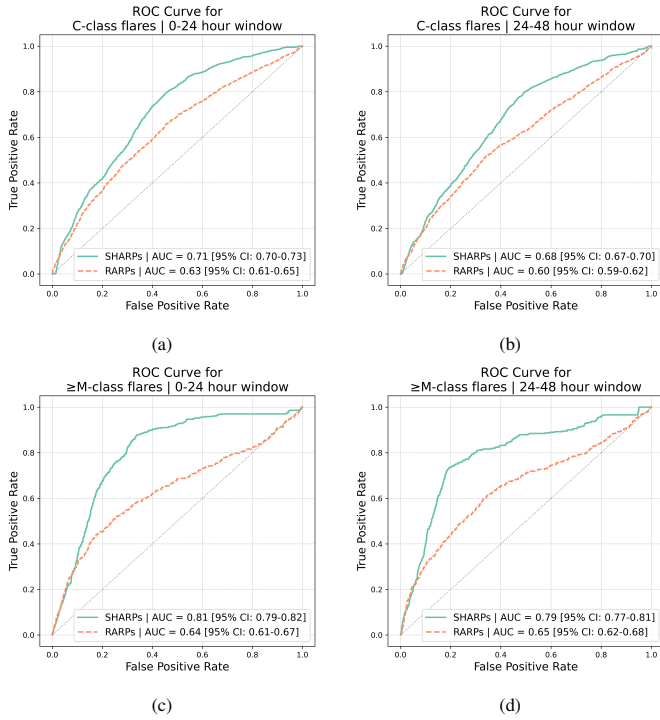 ROC Curve for
C-class flares | 0-24 hour window
True Positive Rate
1.0
0.8
0.6
0.4
0.2
0.0
SHARPs | AUC = 0.71 [95% CI: 0.70-0.73]
RARPs | AUC = 0.63 [95% CI: 0.61-0.65]
0.0 0.2 0.4 0.6 0.8 1.0
False Positive Rate
(a)
ROC Curve for
C-class flares | 24-48 hour window
True Positive Rate
1.0
0.8
0.6
0.4
0.2
0.0
SHARPs | AUC = 0.68 [95% CI: 0.67-0.70]
RARPs | AUC = 0.60 [95% CI: 0.59-0.62]
0.0 0.2 0.4 0.6 0.8 1.0
False Positive Rate
(b)
ROC Curve for
≥M-class flares | 0-24 hour window
True Positive Rate
1.0
0.8
0.6
0.4
0.2
0.0
SHARPs | AUC = 0.81 [95% CI: 0.79-0.82]
RARPs | AUC = 0.64 [95% CI: 0.61-0.67]
0.0 0.2 0.4 0.6 0.8 1.0
False Positive Rate
(c)
ROC Curve for
≥M-class flares | 24-48 hour window
True Positive Rate
1.0
0.8
0.6
0.4
0.2
0.0
SHARPs | AUC = 0.79 [95% CI: 0.77-0.81]
RARPs | AUC = 0.65 [95% CI: 0.62-0.68]
0.0 0.2 0.4 0.6 0.8 1.0
False Positive Rate
(d)